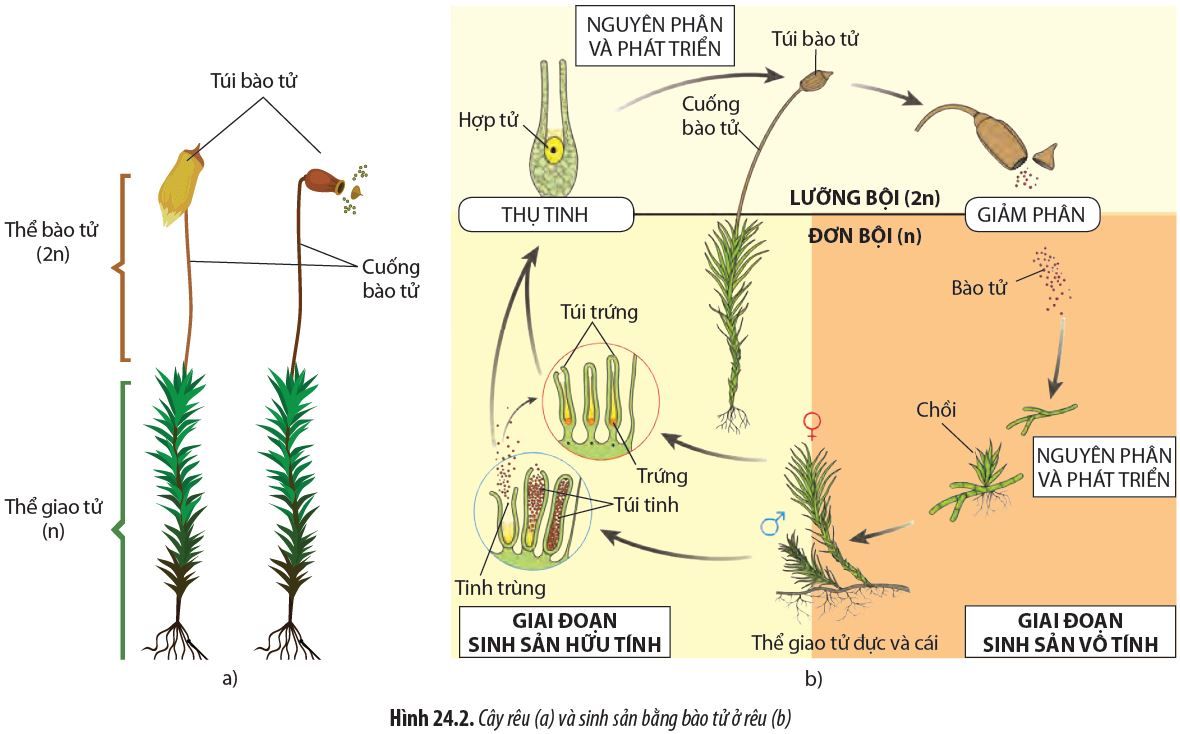 Túi bào tử
Thể bào tử
(2n)
Cuống
bào tử
Thể giao tử
(n)
a)
NGUYÊN PHÂN
VÀ PHÁT TRIỂN
Túi bào tử
Hợp tử
Cuống
bào tử
THỤ TINH
LƯỠNG BỘI (2n)
GIẢM PHÂN
ĐƠN BỘI (n)
Bào tử
Túi trứng
Chồi
NGUYÊN PHÂN
VÀ PHÁT TRIỂN
Trứng
Túi tinh
♀
♂
Tinh trùng
GIAI ĐOẠN
SINH SẢN HỮU TÍNH
Thể giao tử đực và cái
GIAI ĐOẠN
SINH SẢN VÔ TÍNH
b)
Hình 24.2. Cây rêu (a) và sinh sản bằng bào tử ở rêu (b)